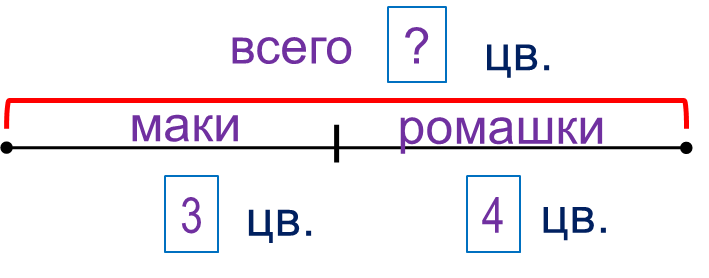 всего ? цв.
маки ромашки
3 цв. 4 цв.